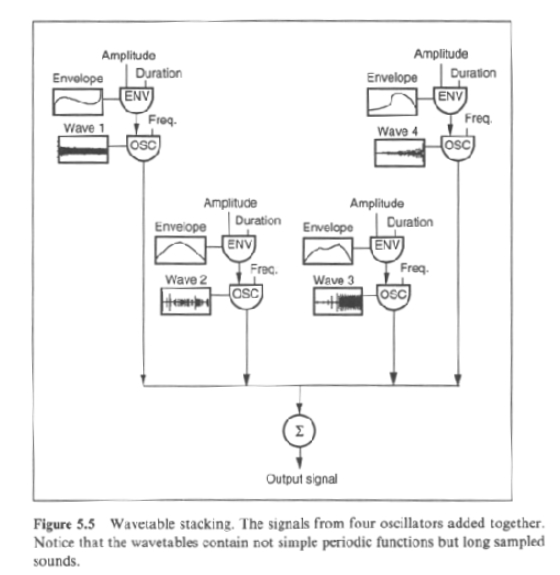 Amplitude
Duration
Envelope
ENV
Freq.
Wave 1
OSC
Amplitude
Duration
Envelope
ENV
Freq.
Wave 4
OSC
Amplitude
Duration
Envelope
ENV
Freq.
Wave 2
OSC
Amplitude
Duration
Envelope
ENV
Freq.
Wave 3
OSC
Σ
Output signal
Figure 5.5 Wavetable stacking. The signals from four oscillators added together.
Notice that the wavetables contain not simple periodic functions but long sampled
sounds.